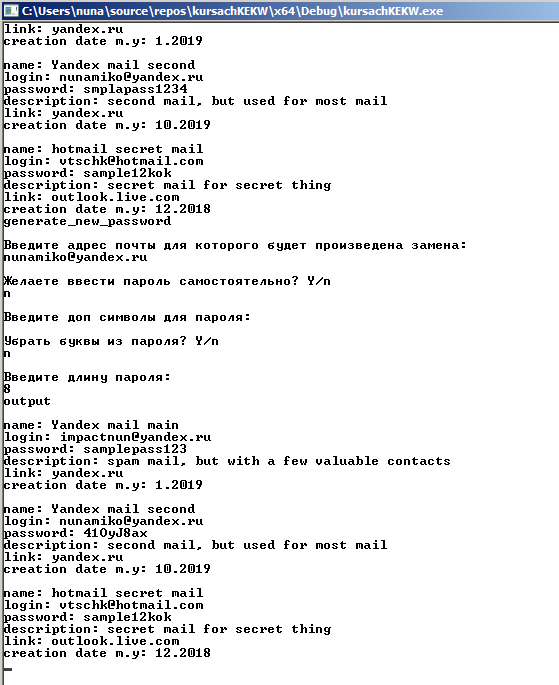 C:\Users\nuna\source\repos\kursachKEKW\x64\Debug\kursachKEKW.exe
link: yandex.ru
creation date m.y: 1.2019
name: Yandex mail second
login: nunamiko@yandex.ru
password: smplapass1234
description: second mail, but used for most mail
link: yandex.ru
creation date m.y: 10.2019
name: hotmail secret mail
login: vtschk@hotmail.com
password: sample12kok
description: secret mail for secret thing
link: outlook.live.com
creation date m.y: 12.2018
generate_new_password
Введите адрес почты для которого будет произведена замена:
nunamiko@yandex.ru
Желаете ввести пароль самостоятельно? Y/n
n
Введите доп символы для пароля:
Убрать буквы из пароля? Y/n
n
Введите длину пароля:
8
output
name: Yandex mail main
login: impactnun@yandex.ru
password: samplepass123
description: spam mail, but with a few valuable contacts
link: yandex.ru
creation date m.y: 1.2019
name: Yandex mail second
login: nunamiko@yandex.ru
password: 41OyJ8ax
description: second mail, but used for most mail
link: yandex.ru
creation date m.y: 10.2019
name: hotmail secret mail
login: vtschk@hotmail.com
password: sample12kok
description: secret mail for secret thing
link: outlook.live.com
creation date m.y: 12.2018